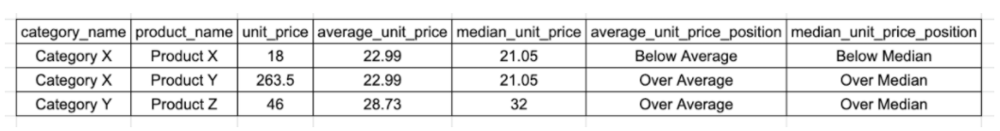 category_name product_name unit_price average_unit_price median_unit_price average_unit_price_position median_unit_price_position
Category X Product X 18 22.99 21.05 Below Average Below Median
Category X Product Y 263.5 22.99 21.05 Over Average Over Median
Category Y Product Z 46 28.73 32 Over Average Over Median